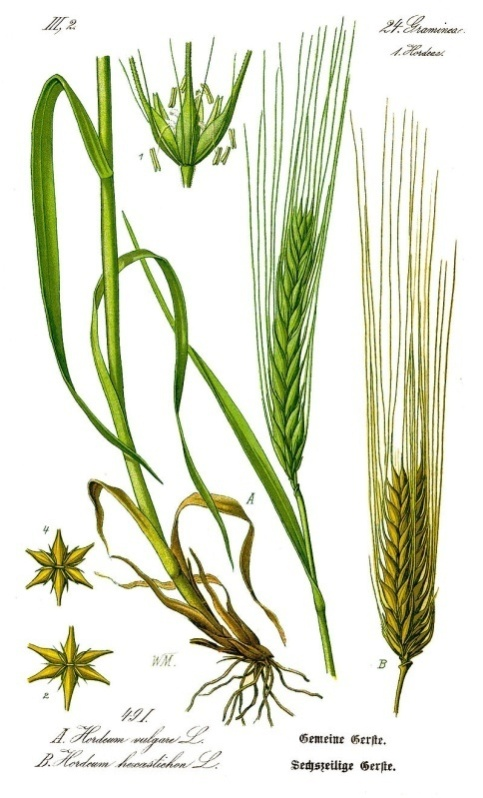 III, 2
24. Gramineae.
1. Hordeae.
1
A
4
2
W.M.
B
491.
A. Hordeum vulgare L.
B. Hordeum hexastichon L.
Gemeine Gerste.
Sechszeilige Gerste.